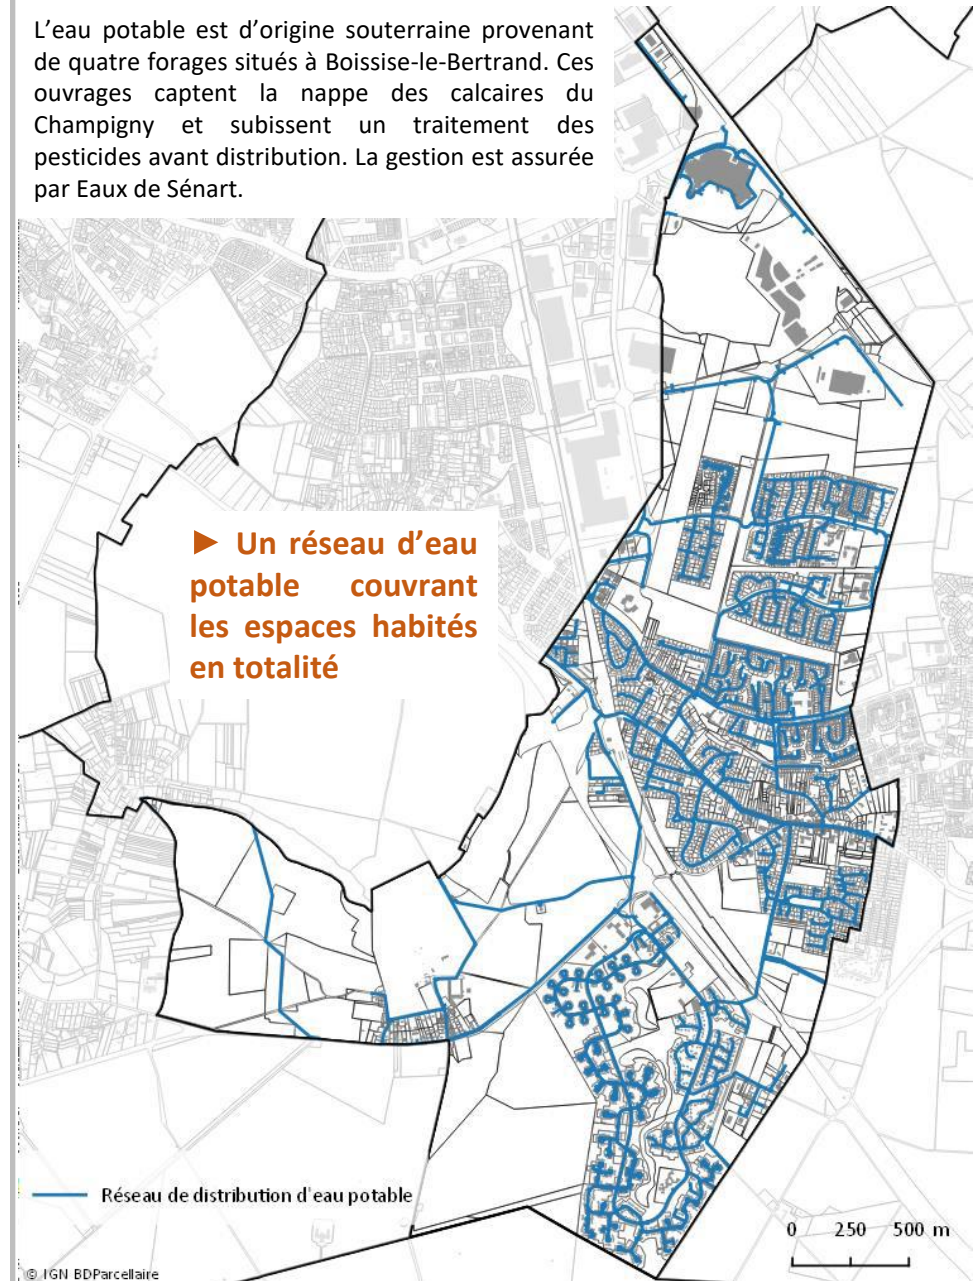 L’eau potable est d’origine souterraine provenant
de quatre forages situés à Boissise-le-Bertrand. Ces
ouvrages captent la nappe des calcaires du
Champigny et subissent un traitement des
pesticides avant distribution. La gestion est assurée
par Eaux de Sénart.
► Un réseau d’eau
potable couvrant
les espaces habités
en totalité
Réseau de distribution d'eau potable
0 250 500 m
© IGN BDParcellaire